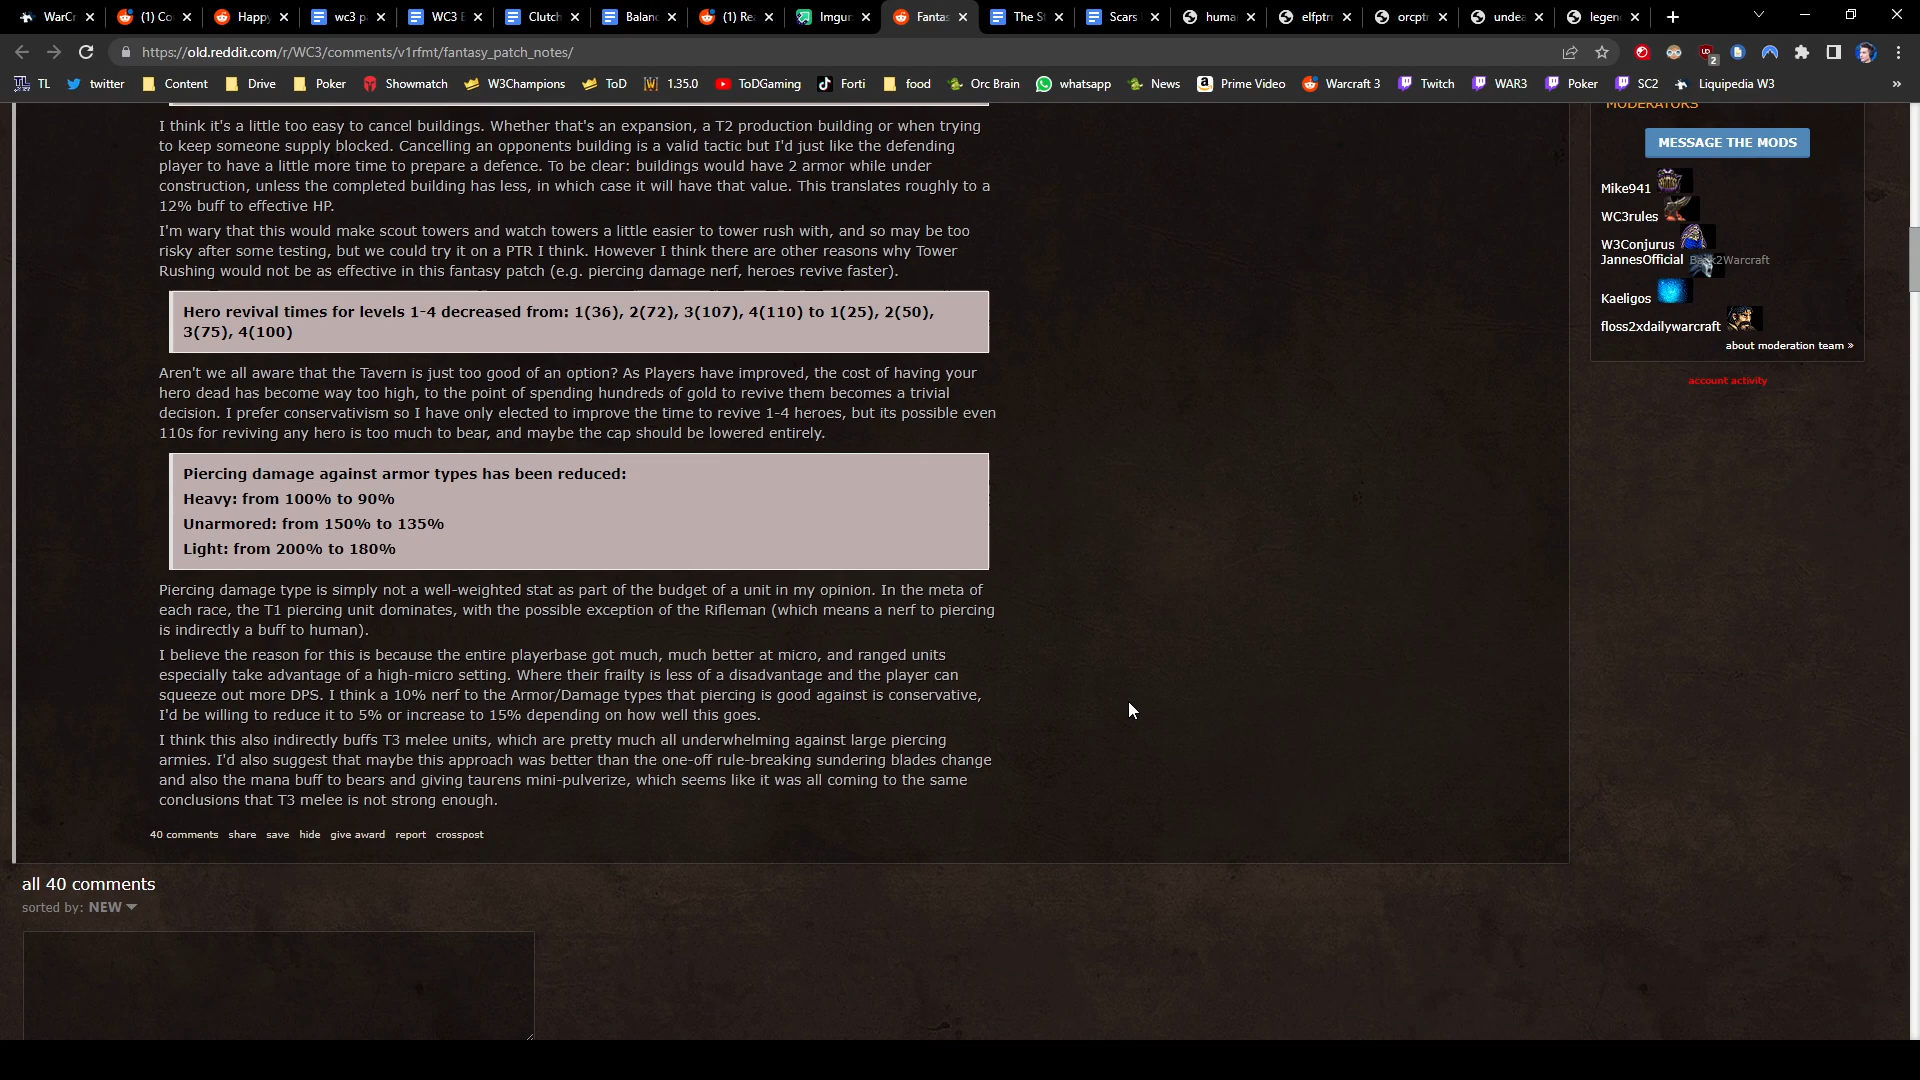 WarCr
(1) Co
Happy
wc3 p
WC3 E
Clutch
Balanc
(1) (Re
Imgur
Fantas
The St
Scars
human
elfptrn
orcptr
undea
legen
https://old.reddit.com/r/WC3/comments/v1rfmt/fantasy_patch_notes/
TL twitter Content Drive Poker Showmatch W3Champions ToD 1.35.0 ToDGaming Forti food Orc Brain whatsapp News Prime Video Warcraft 3 Twitch WAR3 Poker SC2 Liquipedia W3 »
I think it's a little too easy to cancel buildings. Whether that's an expansion, a T2 production building or when trying
to keep someone supply blocked. Cancelling an opponents building is a valid tactic but I'd just like the defending
player to have a little more time to prepare a defence. To be clear: buildings would have 2 armor while under
construction, unless the completed building has less, in which case it will have that value. This translates roughly to a
12% buff to effective HP.
I'm wary that this would make scout towers and watch towers a little easier to tower rush with, and so may be too
risky after some testing, but we could try it on a PTR I think. However I think there are other reasons why Tower
Rushing would not be as effective in this fantasy patch (e.g. piercing damage nerf, heroes revive faster).
Hero revival times for levels 1-4 decreased from: 1(36), 2(72), 3(107), 4(110) to 1(25), 2(50),
3(75), 4(100)
Aren't we all aware that the Tavern is just too good of an option? As Players have improved, the cost of having your
hero dead has become way too high, to the point of spending hundreds of gold to revive them becomes a trivial
decision. I prefer conservativism so I have only elected to improve the time to revive 1-4 heroes, but its possible even
110s for reviving any hero is too much to bear, and maybe the cap should be lowered entirely.
Piercing damage against armor types has been reduced:
Heavy: from 100% to 90%
Unarmored: from 150% to 135%
Light: from 200% to 180%
Piercing damage type is simply not a well-weighted stat as part of the budget of a unit in my opinion. In the meta of
each race, the T1 piercing unit dominates, with the possible exception of the Rifleman (which means a nerf to piercing
is indirectly a buff to human).
I believe the reason for this is because the entire playerbase got much, much better at micro, and ranged units
especially take advantage of a high-micro setting. Where their frailty is less of a disadvantage and the player can
squeeze out more DPS. I think a 10% nerf to the Armor/Damage types that piercing is good against is conservative,
I'd be willing to reduce it to 5% or increase to 15% depending on how well this goes.
I think this also indirectly buffs T3 melee units, which are pretty much all underwhelming against large piercing
armies. I'd also suggest that maybe this approach was better than the one-off rule-breaking sundering blades change
and also the mana buff to bears and giving taurens mini-pulverize, which seems like it was all coming to the same
conclusions that T3 melee is not strong enough.
40 comments share save hide give award report crosspost
all 40 comments
sorted by: NEW
MODERATORS
MESSAGE THE MODS
Mike941
WC3rules
W3Conjurus
JannesOfficial Back2Warcraft
Kaeligos
floss2xdailywarcraft
about moderation team »
account activity